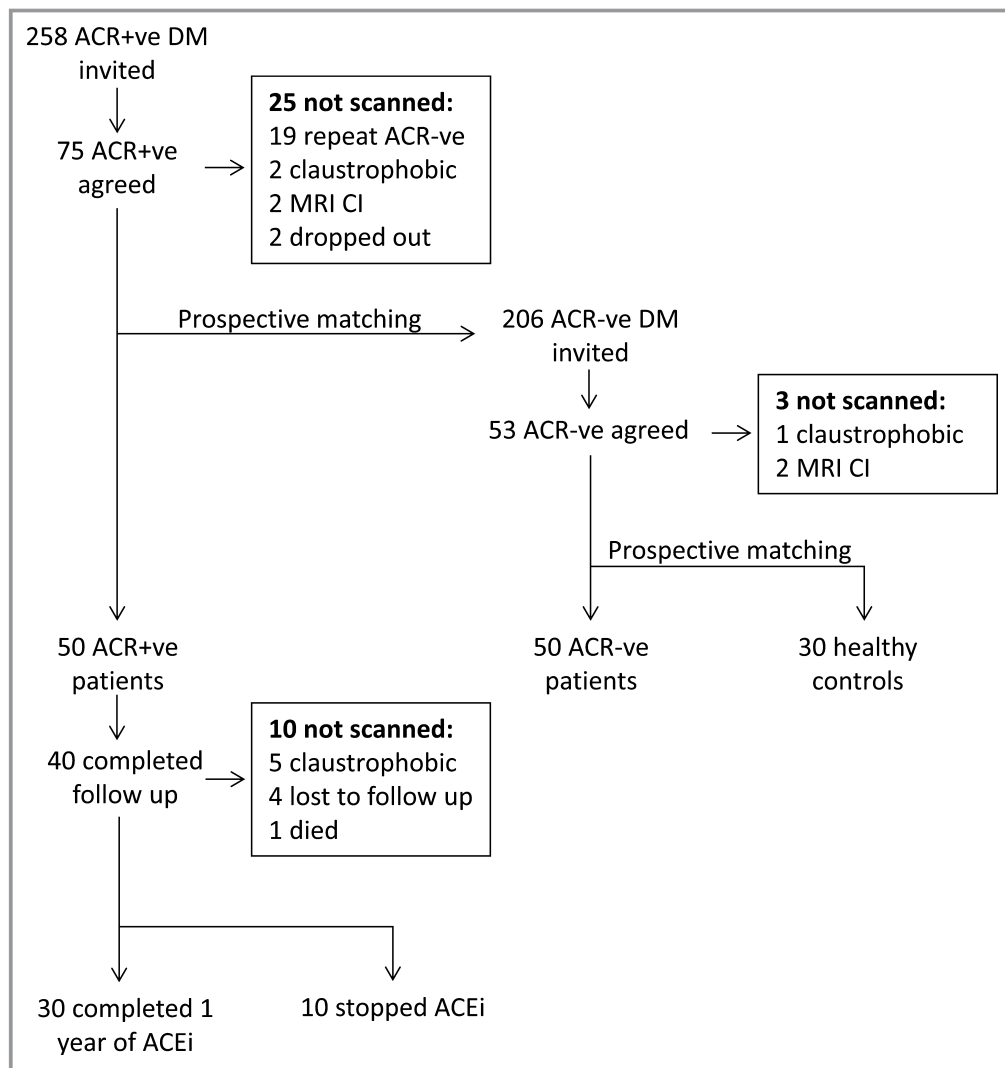 258 ACR+ve DM
invited
25 not scanned:
19 repeat ACR-ve
2 claustrophobic
2 MRI CI
2 dropped out
75 ACR+ve
agreed
Prospective matching
206 ACR-ve DM
invited
53 ACR-ve agreed
3 not scanned:
1 claustrophobic
2 MRI CI
Prospective matching
50 ACR+ve
patients
50 ACR-ve
patients
30 healthy
controls
10 not scanned:
5 claustrophobic
4 lost to follow up
1 died
40 completed
follow up
30 completed 1
year of ACEi
10 stopped ACEi